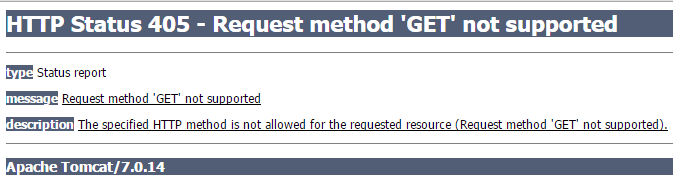 HTTP Status 405 - Request method 'GET' not supported
type Status report
message Request method 'GET' not supported
description The specified HTTP method is not allowed for the requested resource (Request method 'GET' not supported).
Apache Tomcat/7.0.14